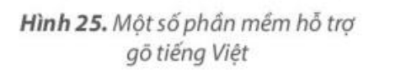 Hình 25. Một số phần mềm hỗ trợ
gõ tiếng Việt